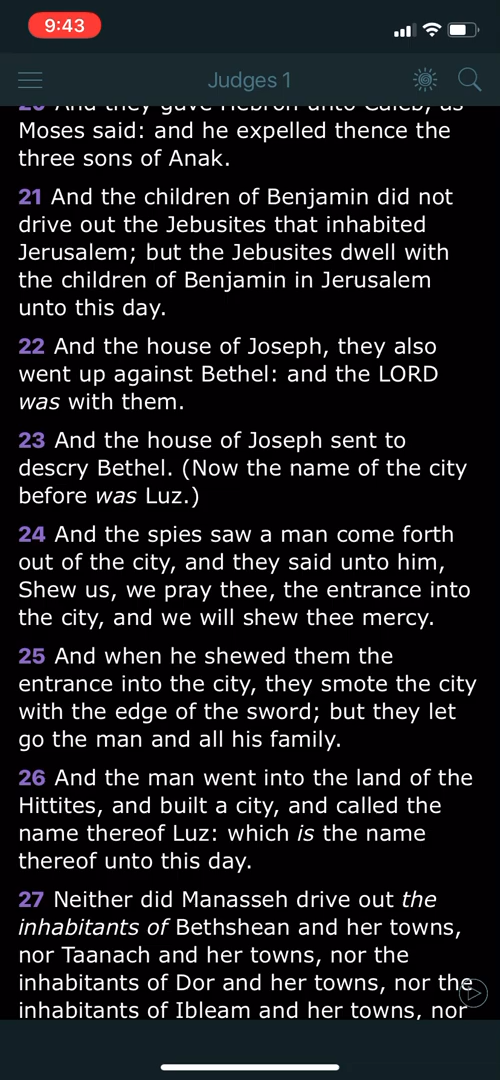 9:43
Judges 1
20 And they gave Hebron unto Caleb, as
Moses said: and he expelled thence the
three sons of Anak.
21 And the children of Benjamin did not
drive out the Jebusites that inhabited
Jerusalem; but the Jebusites dwell with
the children of Benjamin in Jerusalem
unto this day.
22 And the house of Joseph, they also
went up against Bethel: and the LORD
was with them.
23 And the house of Joseph sent to
descry Bethel. (Now the name of the city
before was Luz.)
24 And the spies saw a man come forth
out of the city, and they said unto him,
Shew us, we pray thee, the entrance into
the city, and we will shew thee mercy.
25 And when he shewed them the
entrance into the city, they smote the city
with the edge of the sword; but they let
go the man and all his family.
26 And the man went into the land of the
Hittites, and built a city, and called the
name thereof Luz: which is the name
thereof unto this day.
27 Neither did Manasseh drive out the
inhabitants of Bethshean and her towns,
nor Taanach and her towns, nor the
inhabitants of Dor and her towns, nor the
inhabitants of Ibleam and her towns, nor